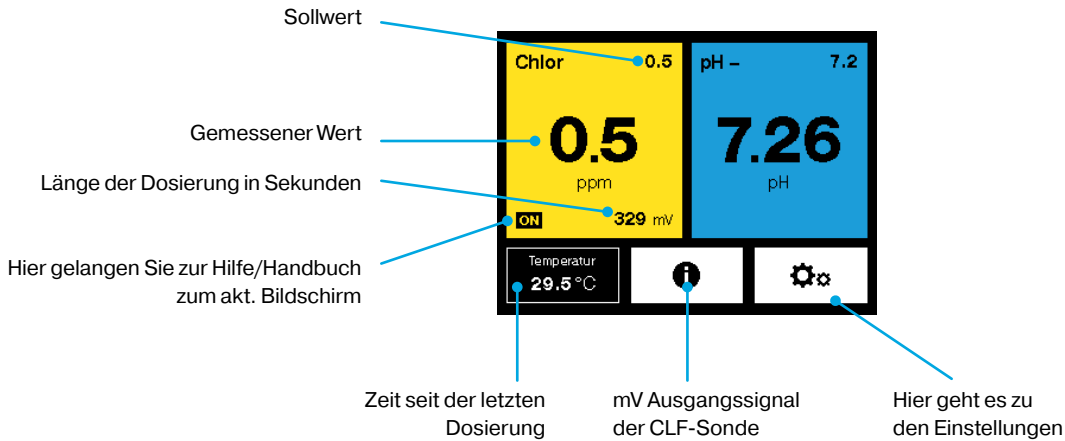 Sollwert
Chlor 0.5
pH – 7.2
Gemessener Wert
0.5
ppm
7.26
pH
Länge der Dosierung in Sekunden
ON 329 mV
Hier gelangen Sie zur Hilfe/Handbuch
zum akt. Bildschirm
Temperatur
29.5°C
Zeit seit der letzten
Dosierung
mV Ausgangssignal
der CLF-Sonde
Hier geht es zu
den Einstellungen